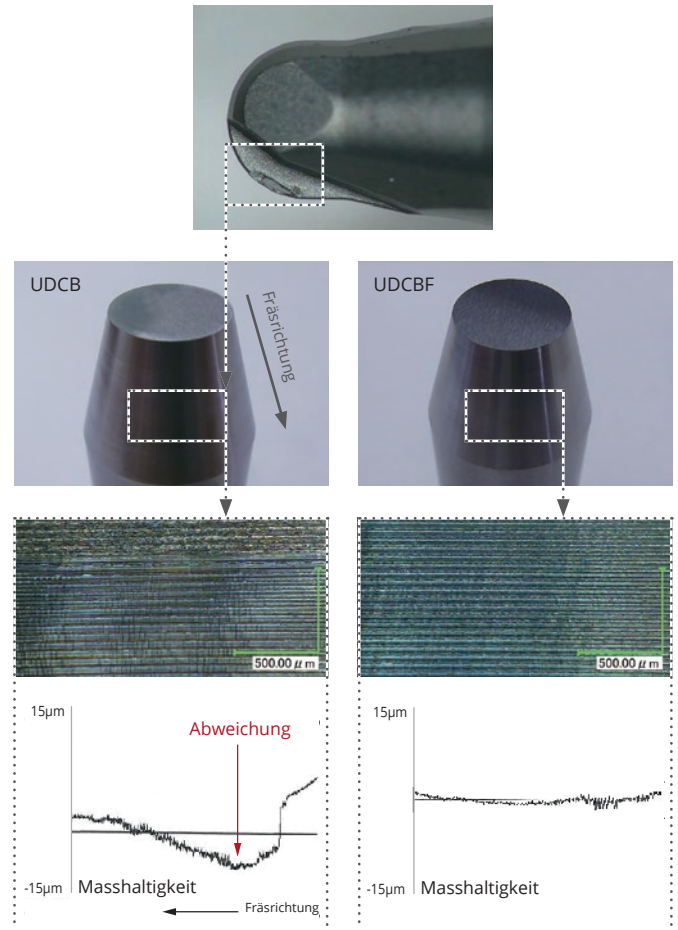 UDCB
Fräsrichtung
UDCBF
500.00 μm
500.00 μm
15µm
Abweichung
-15µm
Masshaltigkeit
Fräsrichtung
15µm
-15µm
Masshaltigkeit